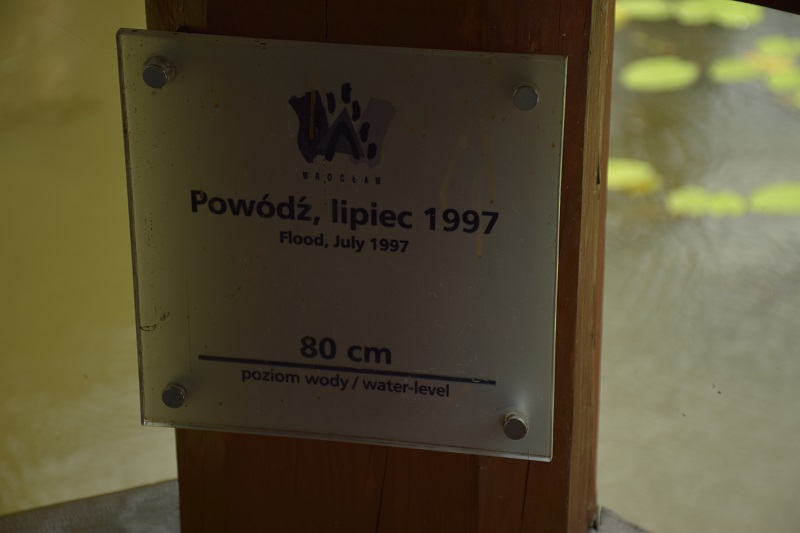 WROCŁAW
Powódź, lipiec 1997
Flood, July 1997
80 cm
poziom wody / water-level